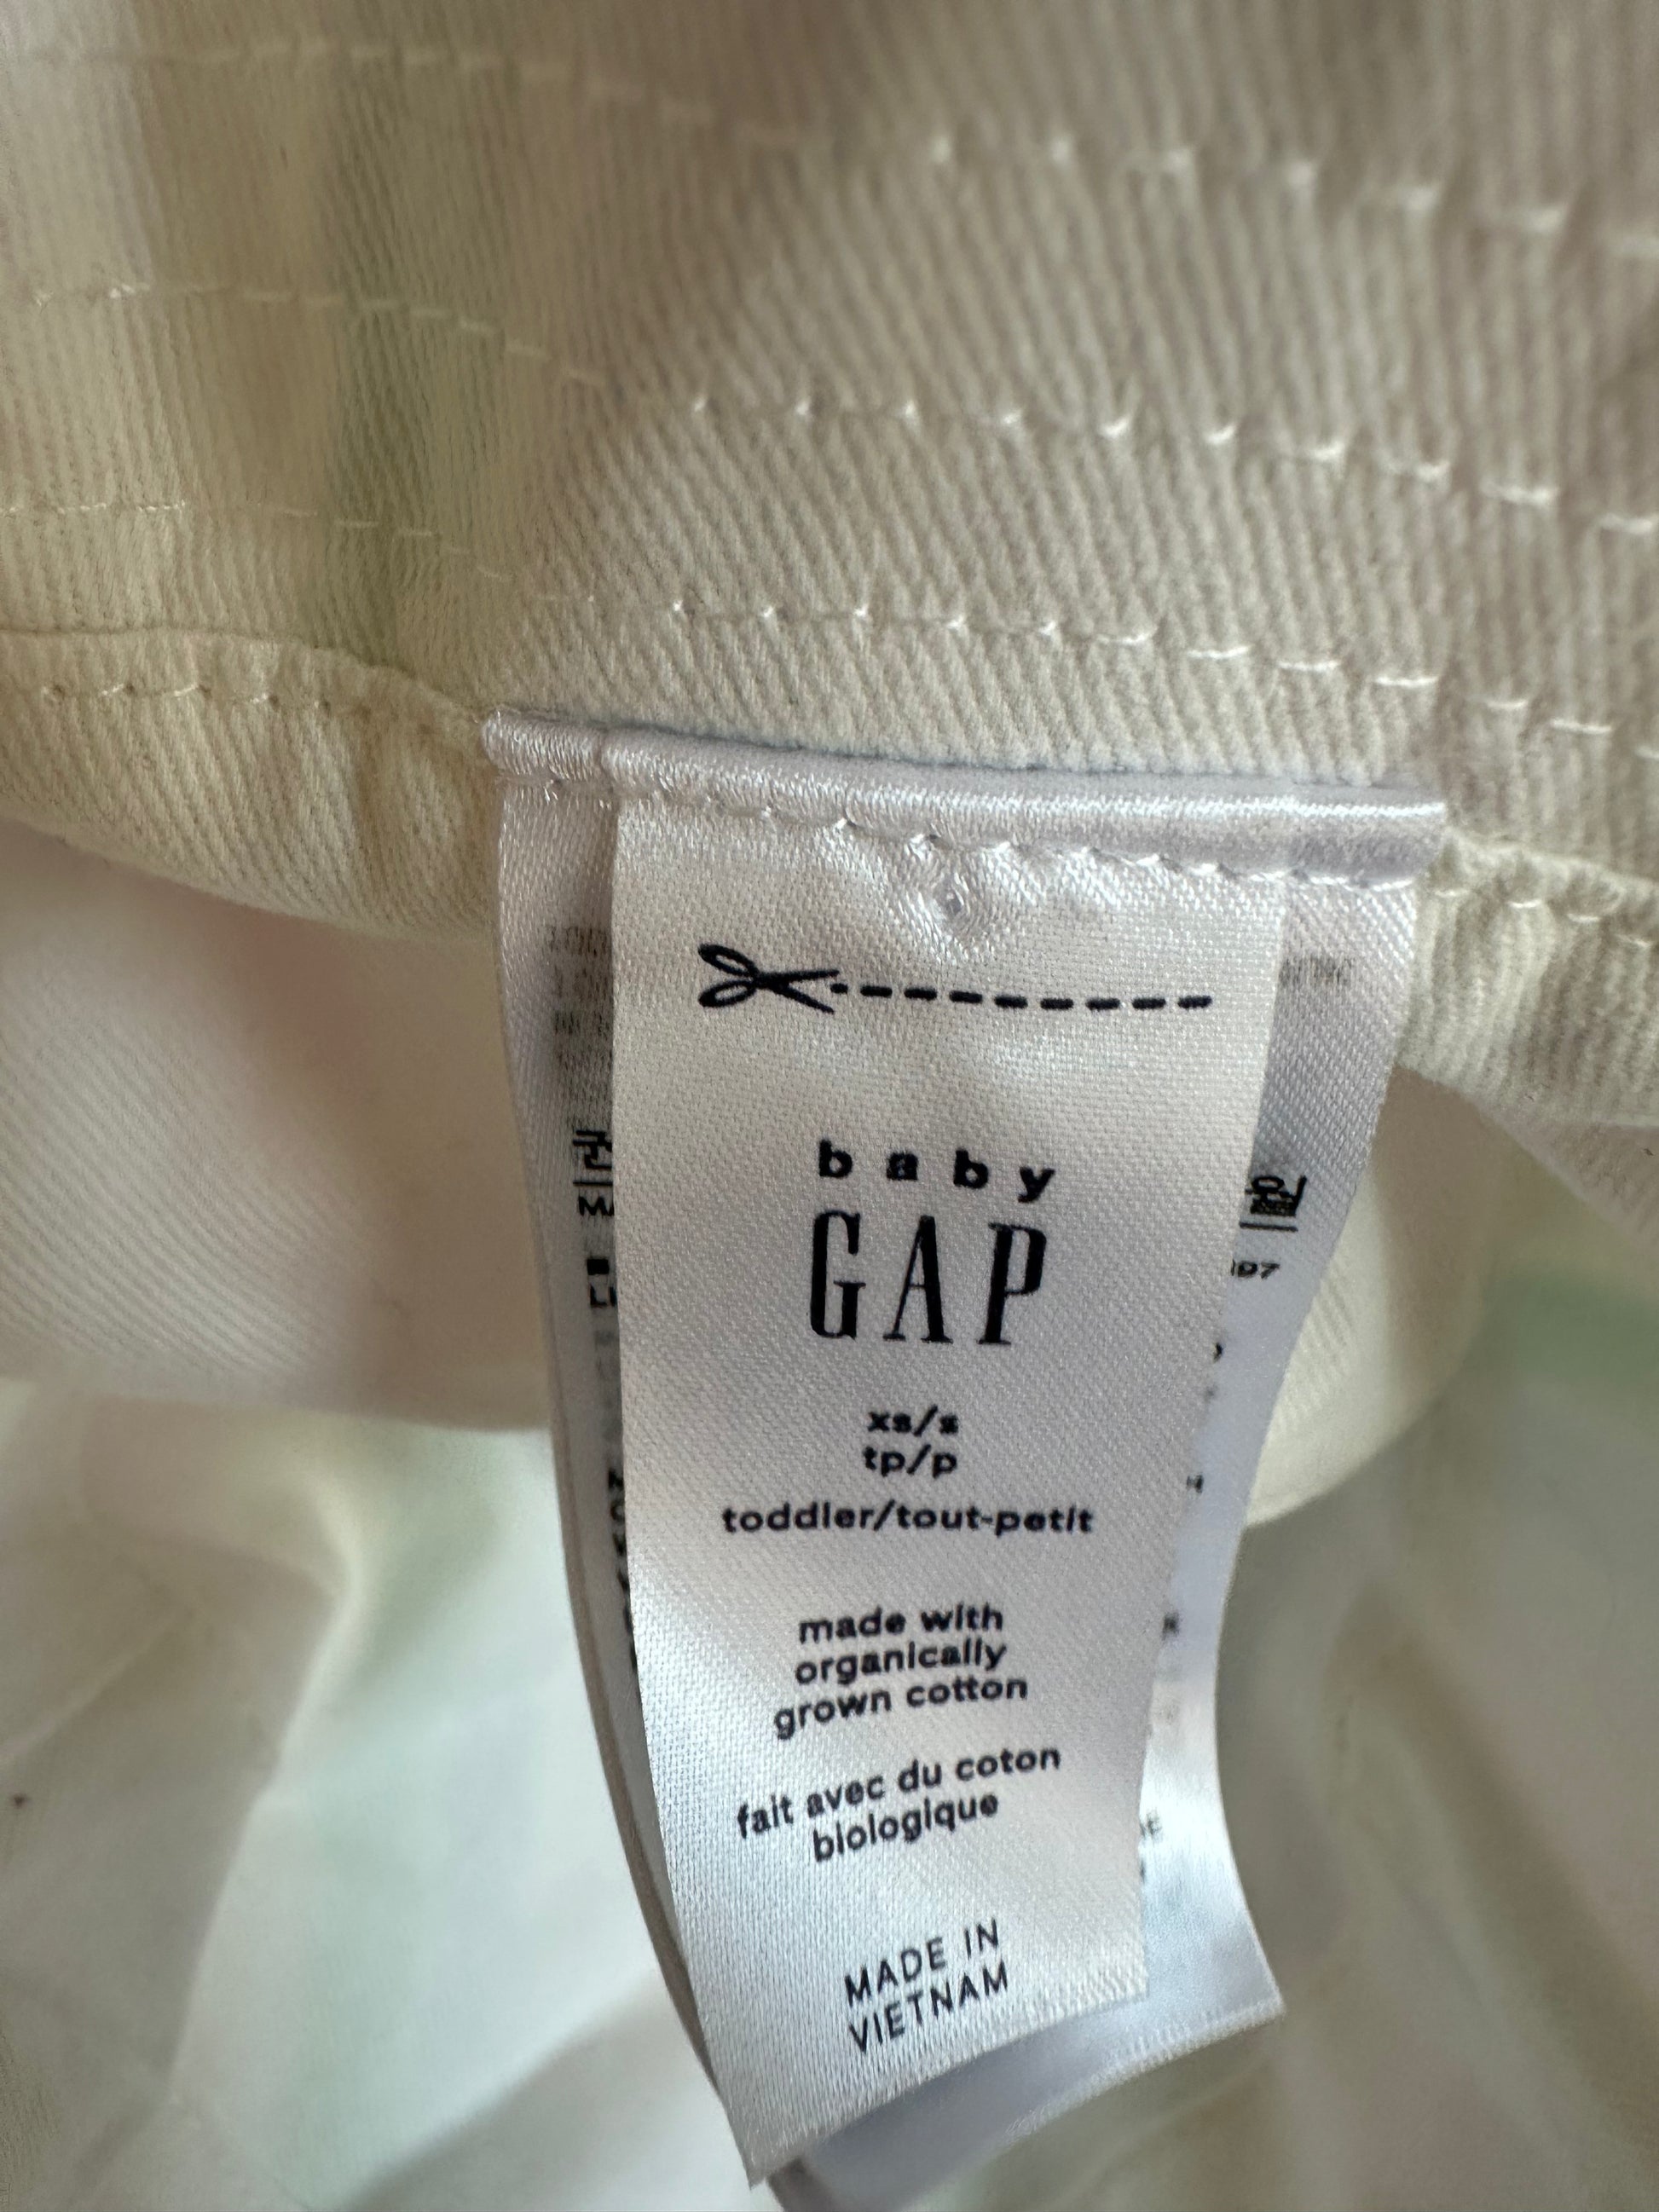 baby
GAP
xs/s
tp/p
toddler/tout-petit
made with
organically
grown cotton
fait avec du coton
biologique
MADE IN
VIETNAM